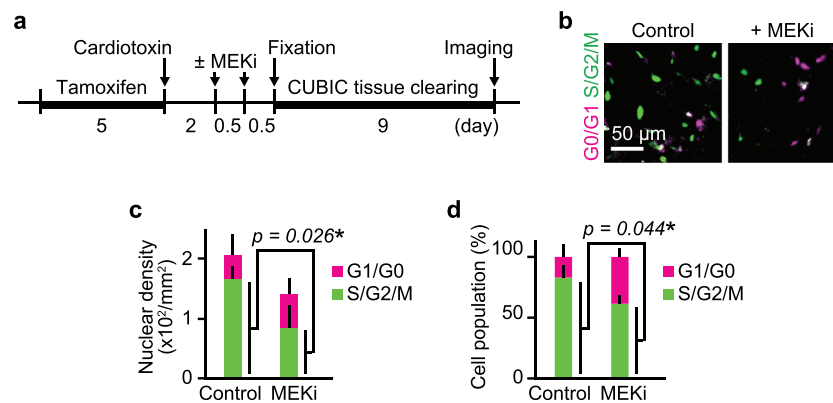 a
Cardiotoxin
± MEKi
Fixation
Imaging
Tamoxifen
CUBIC tissue clearing
5
2
0.5
0.5
9
(day)
b
Control
+ MEKi
G0/G1 S/G2/M
50 µm
c
p = 0.026*
Nuclear density
(x10²/mm²)
2
1
0
G1/G0
S/G2/M
Control
MEKi
d
p = 0.044*
Cell population (%)
100
50
0
G1/G0
S/G2/M
Control
MEKi